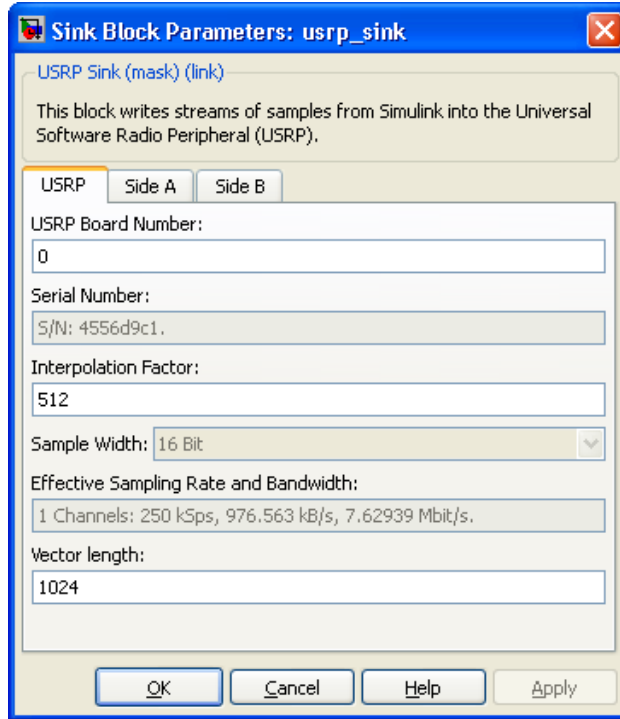 Sink Block Parameters: usrp_sink
USRP Sink (mask) (link)
This block writes streams of samples from Simulink into the Universal
Software Radio Peripheral (USRP).
USRP Side A Side B
USRP Board Number:
0
Serial Number:
S/N: 4556d9c1.
Interpolation Factor:
512
Sample Width: 16 Bit
Effective Sampling Rate and Bandwidth:
1 Channels: 250 kSps, 976.563 kB/s, 7.62939 Mbit/s.
Vector length:
1024
OK Cancel Help Apply